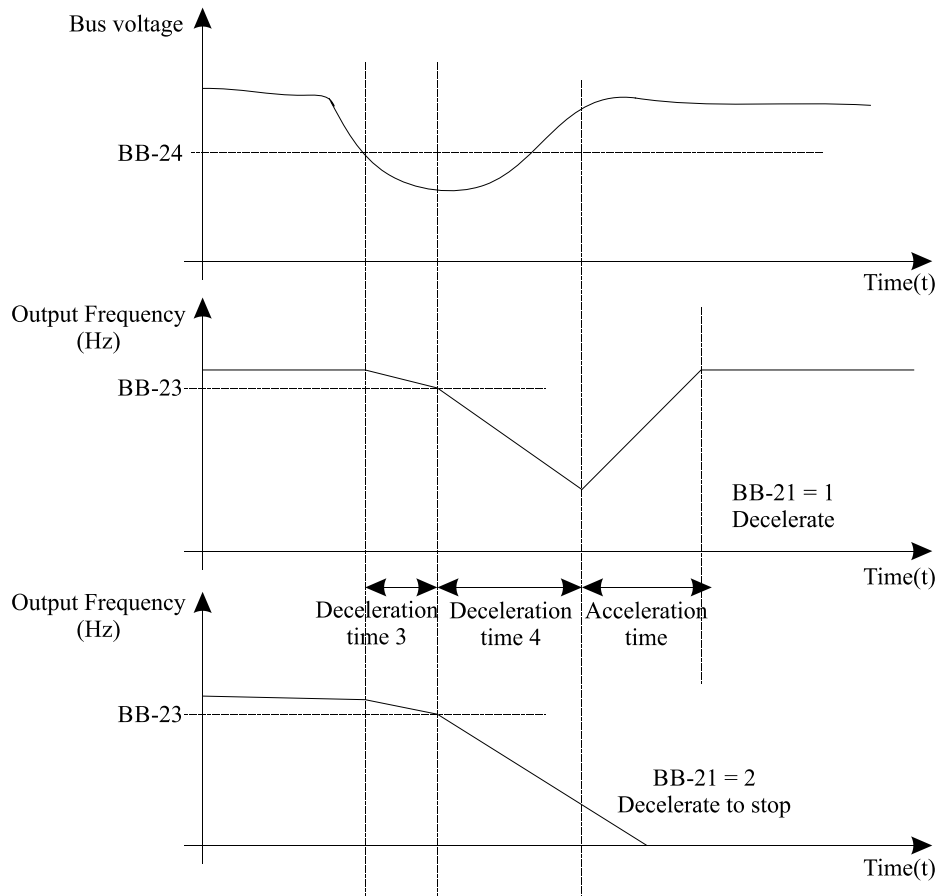 Bus voltage
BB-24
Time(t)
Output Frequency
(Hz)
BB-23
BB-21 = 1
Decelerate
Time(t)
Output Frequency
(Hz)
Deceleration
time 3
Deceleration
time 4
Acceleration
time
BB-23
BB-21 = 2
Decelerate to stop
Time(t)